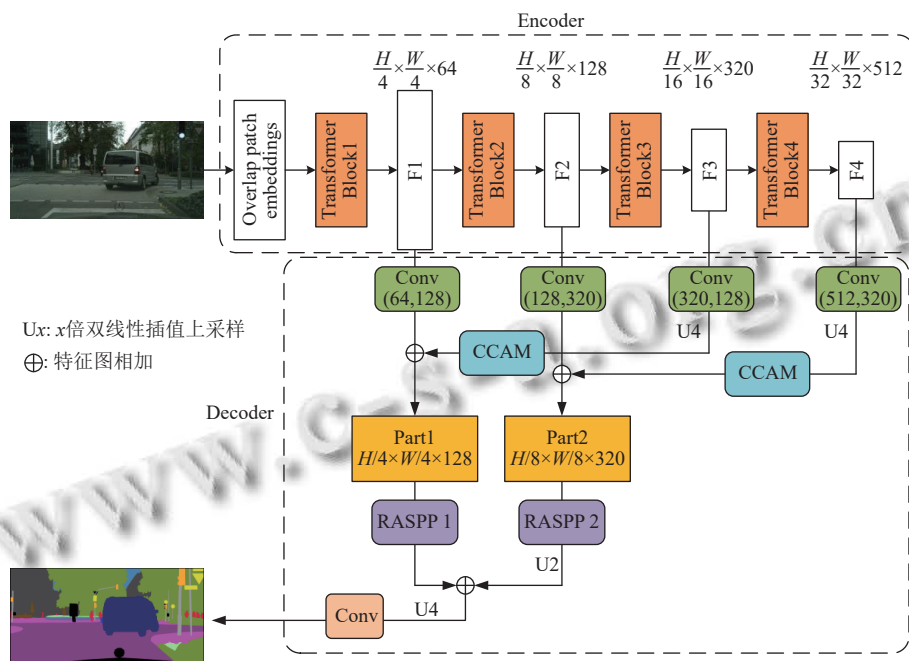 Encoder
H/4×W/4×64
H/8×W/8×128
H/16×W/16×320
H/32×W/32×512
Overlap patch
embeddings
Transformer
Block1
F1
Transformer
Block2
F2
Transformer
Block3
F3
Transformer
Block4
F4
Conv
(64,128)
Conv
(128,320)
Conv
(320,128)
Conv
(512,320)
Ux: x倍双线性插值上采样
⊕: 特征图相加
CCAM
U4
CCAM
U4
Decoder
Part1
H/4×W/4×128
Part2
H/8×W/8×320
RASPP 1
RASPP 2
U2
U4
Conv
www.c-s-a.org.cn